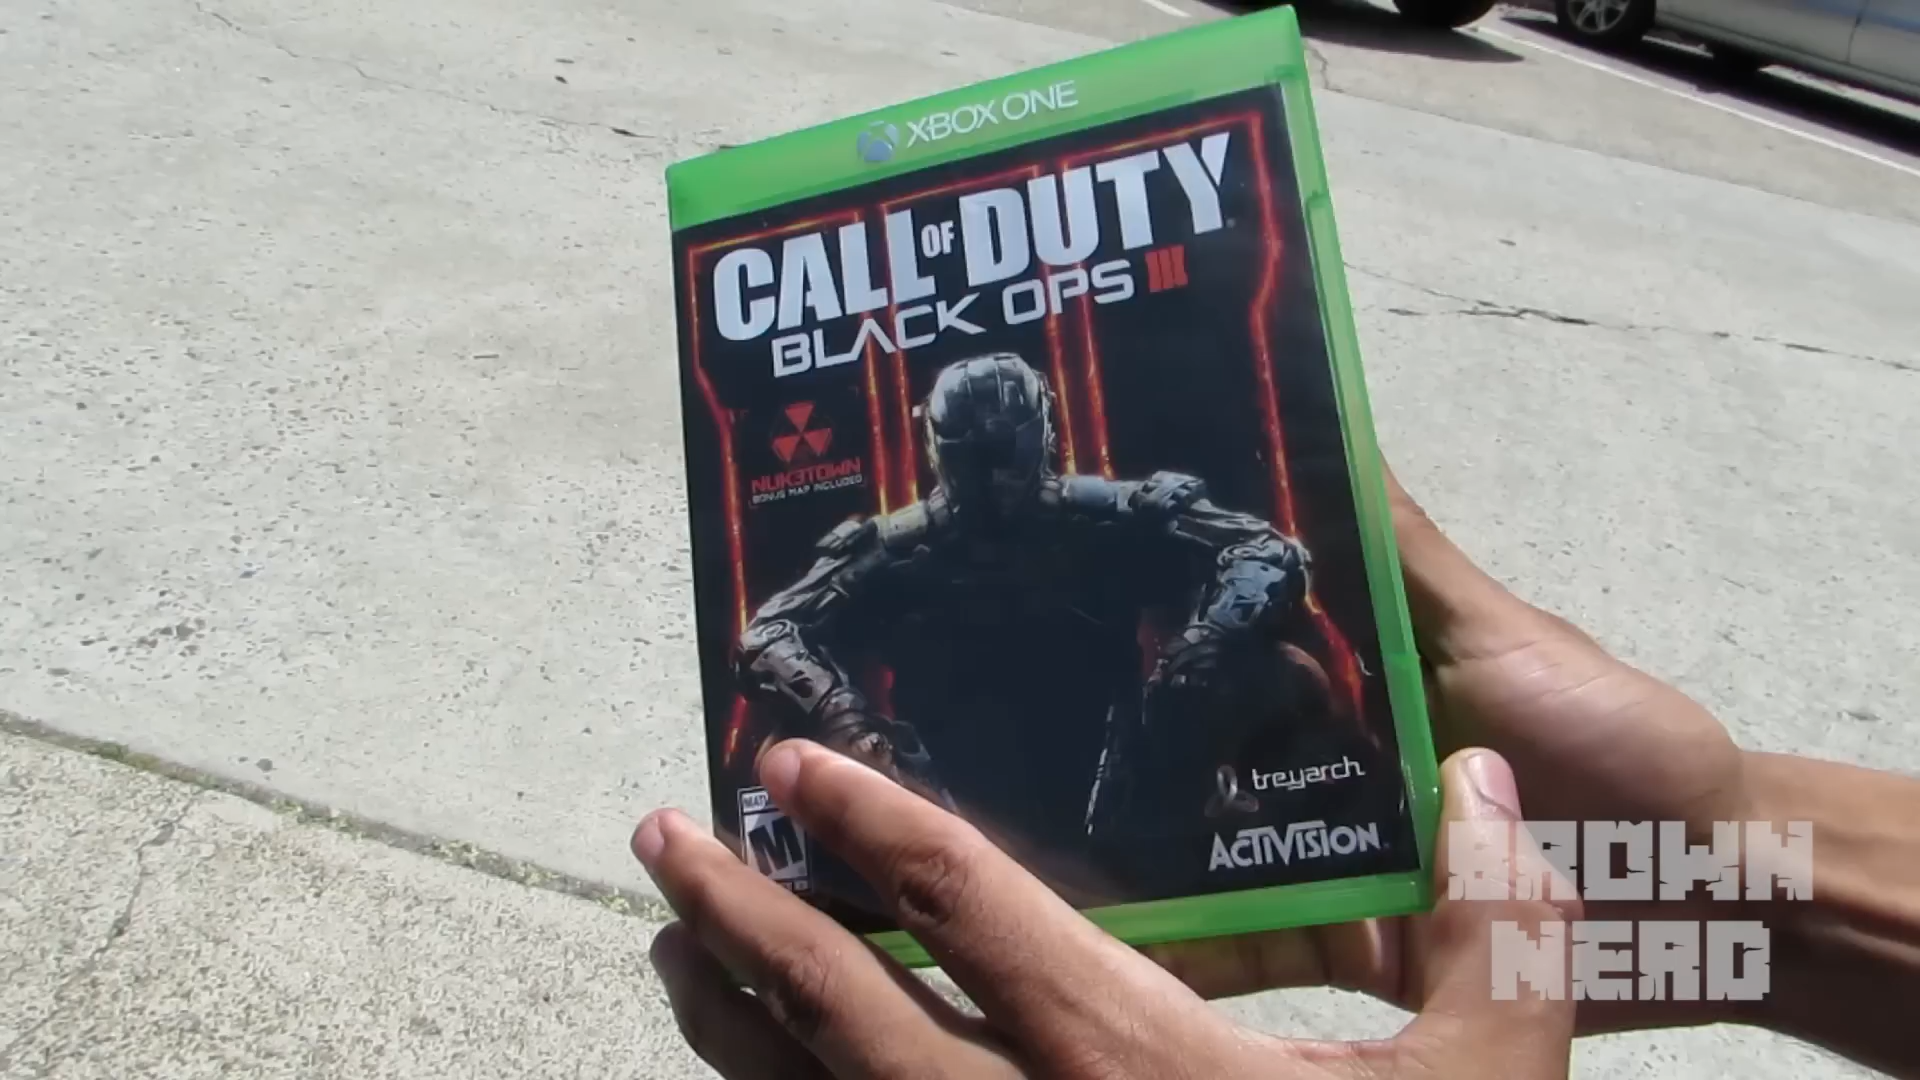 XBOX ONE
CALL OF DUTY
BLACK OPS III
NUK3TOWN
BONUS MAP INCLUDED
treyarch
M
ACTIVISION
BROWN
NERD